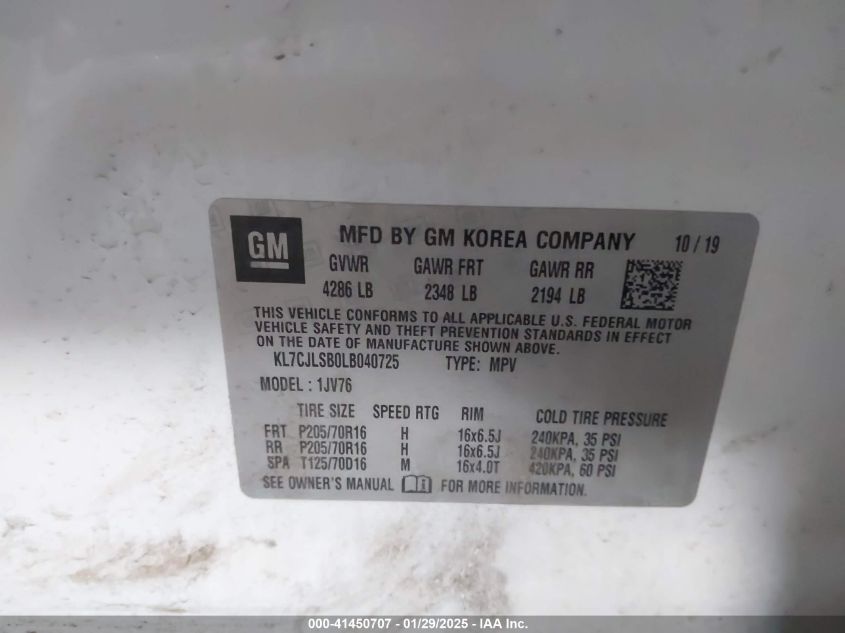 GM
MFD BY GM KOREA COMPANY 10 / 19
GVWR GAWR FRT GAWR RR
4286 LB 2348 LB 2194 LB
THIS VEHICLE CONFORMS TO ALL APPLICABLE U.S. FEDERAL MOTOR
VEHICLE SAFETY AND THEFT PREVENTION STANDARDS IN EFFECT
ON THE DATE OF MANUFACTURE SHOWN ABOVE.
KL7CJLSB0LB040725 TYPE: MPV
MODEL : 1JV76
TIRE SIZE SPEED RTG RIM COLD TIRE PRESSURE
FRT P205/70R16 H 16x6.5J 240KPA, 35 PSI
RR P205/70R16 H 16x6.5J 240KPA, 35 PSI
SPA T125/70D16 M 16x4.0T 420KPA, 60 PSI
SEE OWNER'S MANUAL FOR MORE INFORMATION.
000-41450707 - 01/29/2025 - IAA Inc.